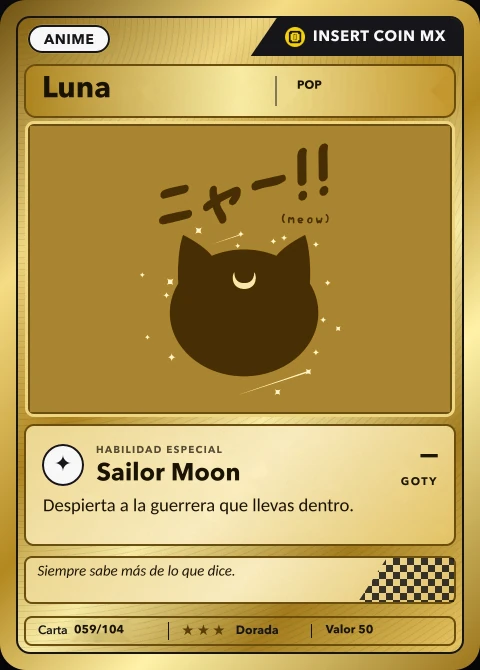 ANIME
INSERT COIN MX
Luna
POP
ニャー!!
(meow)
HABILIDAD ESPECIAL
Sailor Moon
—
GOTY
Despierta a la guerrera que llevas dentro.
Siempre sabe más de lo que dice.
Carta 059/104
★★★ Dorada
Valor 50